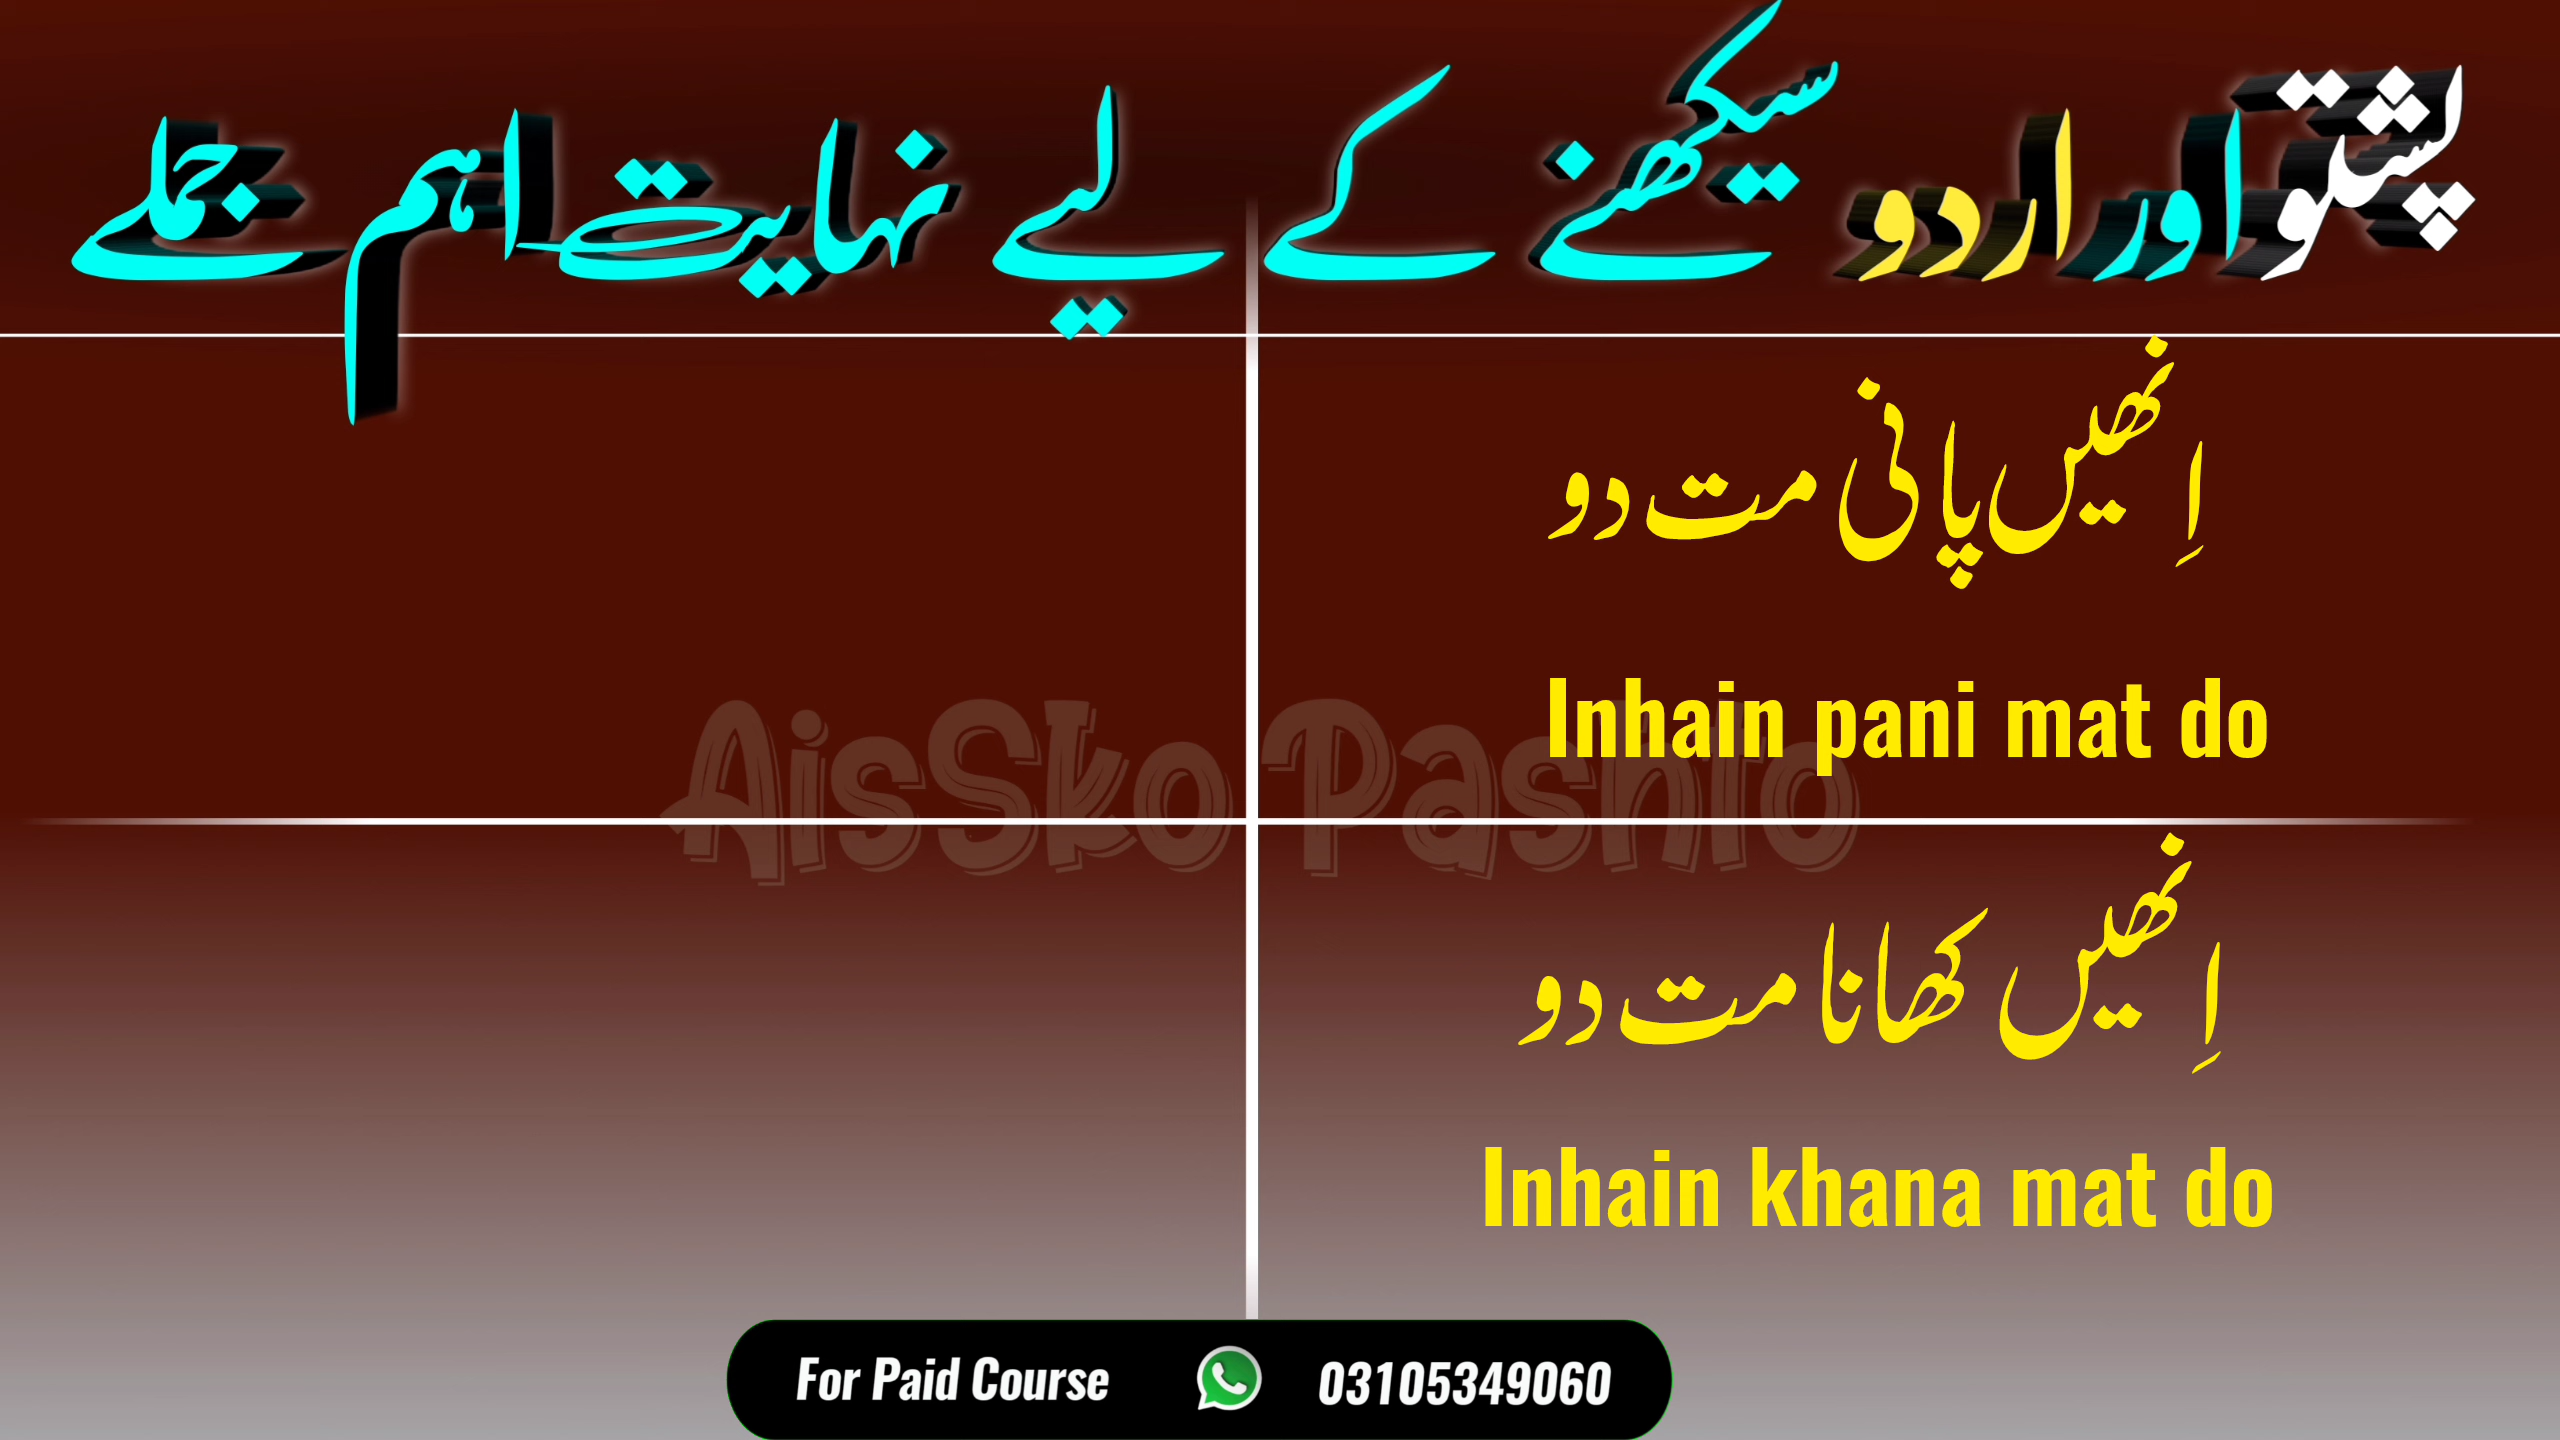 پشتو اور اردو سیکھنے کے لیے نہایت اہم جملے
اِنھیں پانی مت دو
Inhain pani mat do
AisSko Pashto
اِنھیں کھانا مت دو
Inhain khana mat do
For Paid Course 03105349060